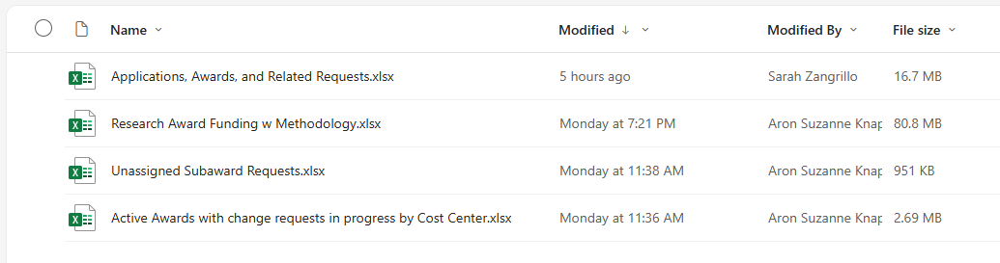 Name Modified Modified By File size
Applications, Awards, and Related Requests.xlsx 5 hours ago Sarah Zangrillo 16.7 MB
Research Award Funding w Methodology.xlsx Monday at 7:21 PM Aron Suzanne Knap 80.8 MB
Unassigned Subaward Requests.xlsx Monday at 11:38 AM Aron Suzanne Knap 951 KB
Active Awards with change requests in progress by Cost Center.xlsx Monday at 11:36 AM Aron Suzanne Knap 2.69 MB